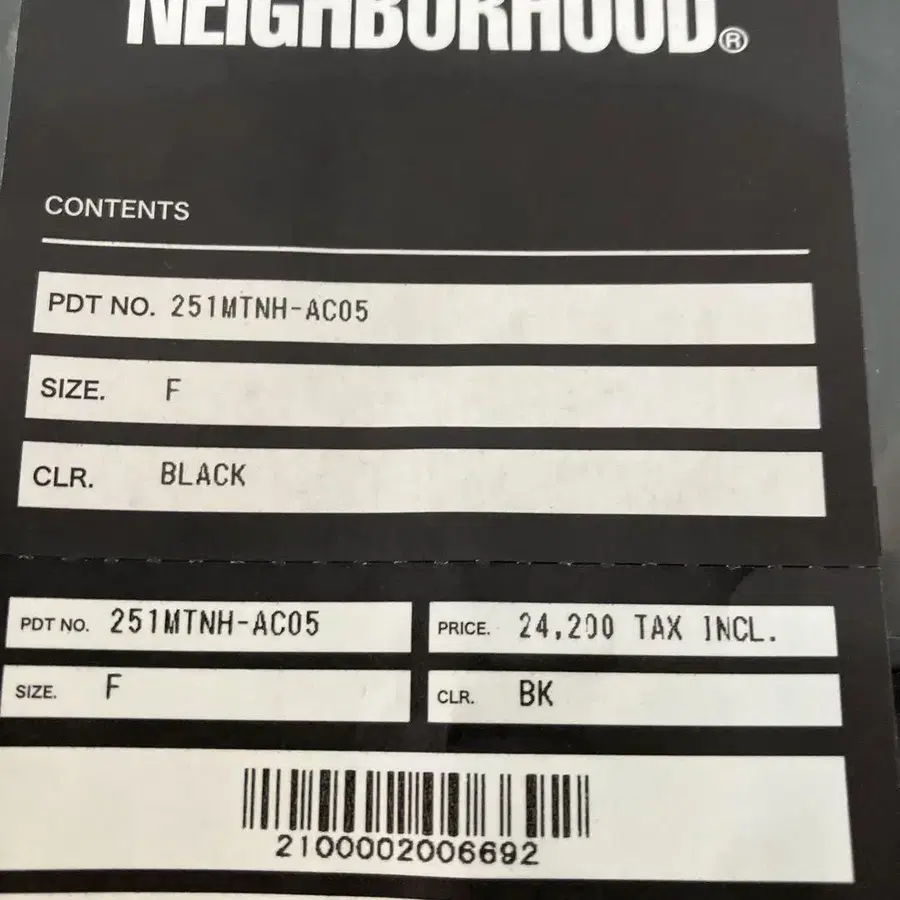 NEIGHBORHOOD®
CONTENTS
PDT NO. 251MTNH-AC05
SIZE. F
CLR. BLACK
PDT NO. 251MTNH-AC05
PRICE. 24,200 TAX INCL.
SIZE. F
CLR. BK
2100002006692